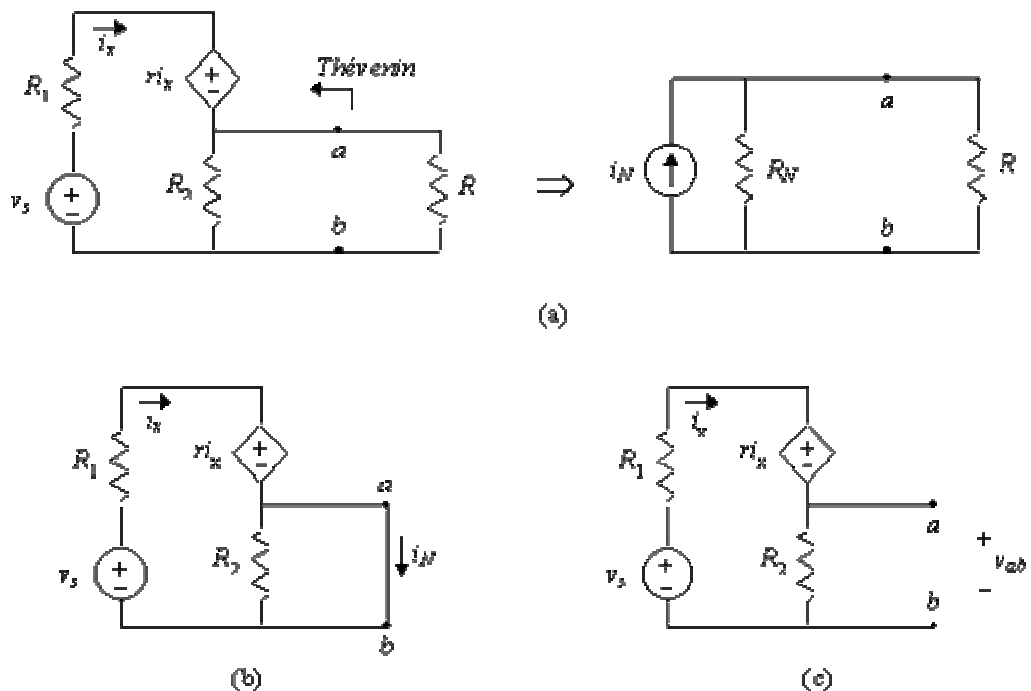 i_x
R_1
ri_x
Thévenin
a
R_2
R
v_s
b
⇒
i_N
R_N
a
R
b
(a)
i_x
R_1
ri_x
a
R_2
i_N
v_s
b
(b)
i_x
R_1
ri_x
a
R_2
v_ab
v_s
b
(c)